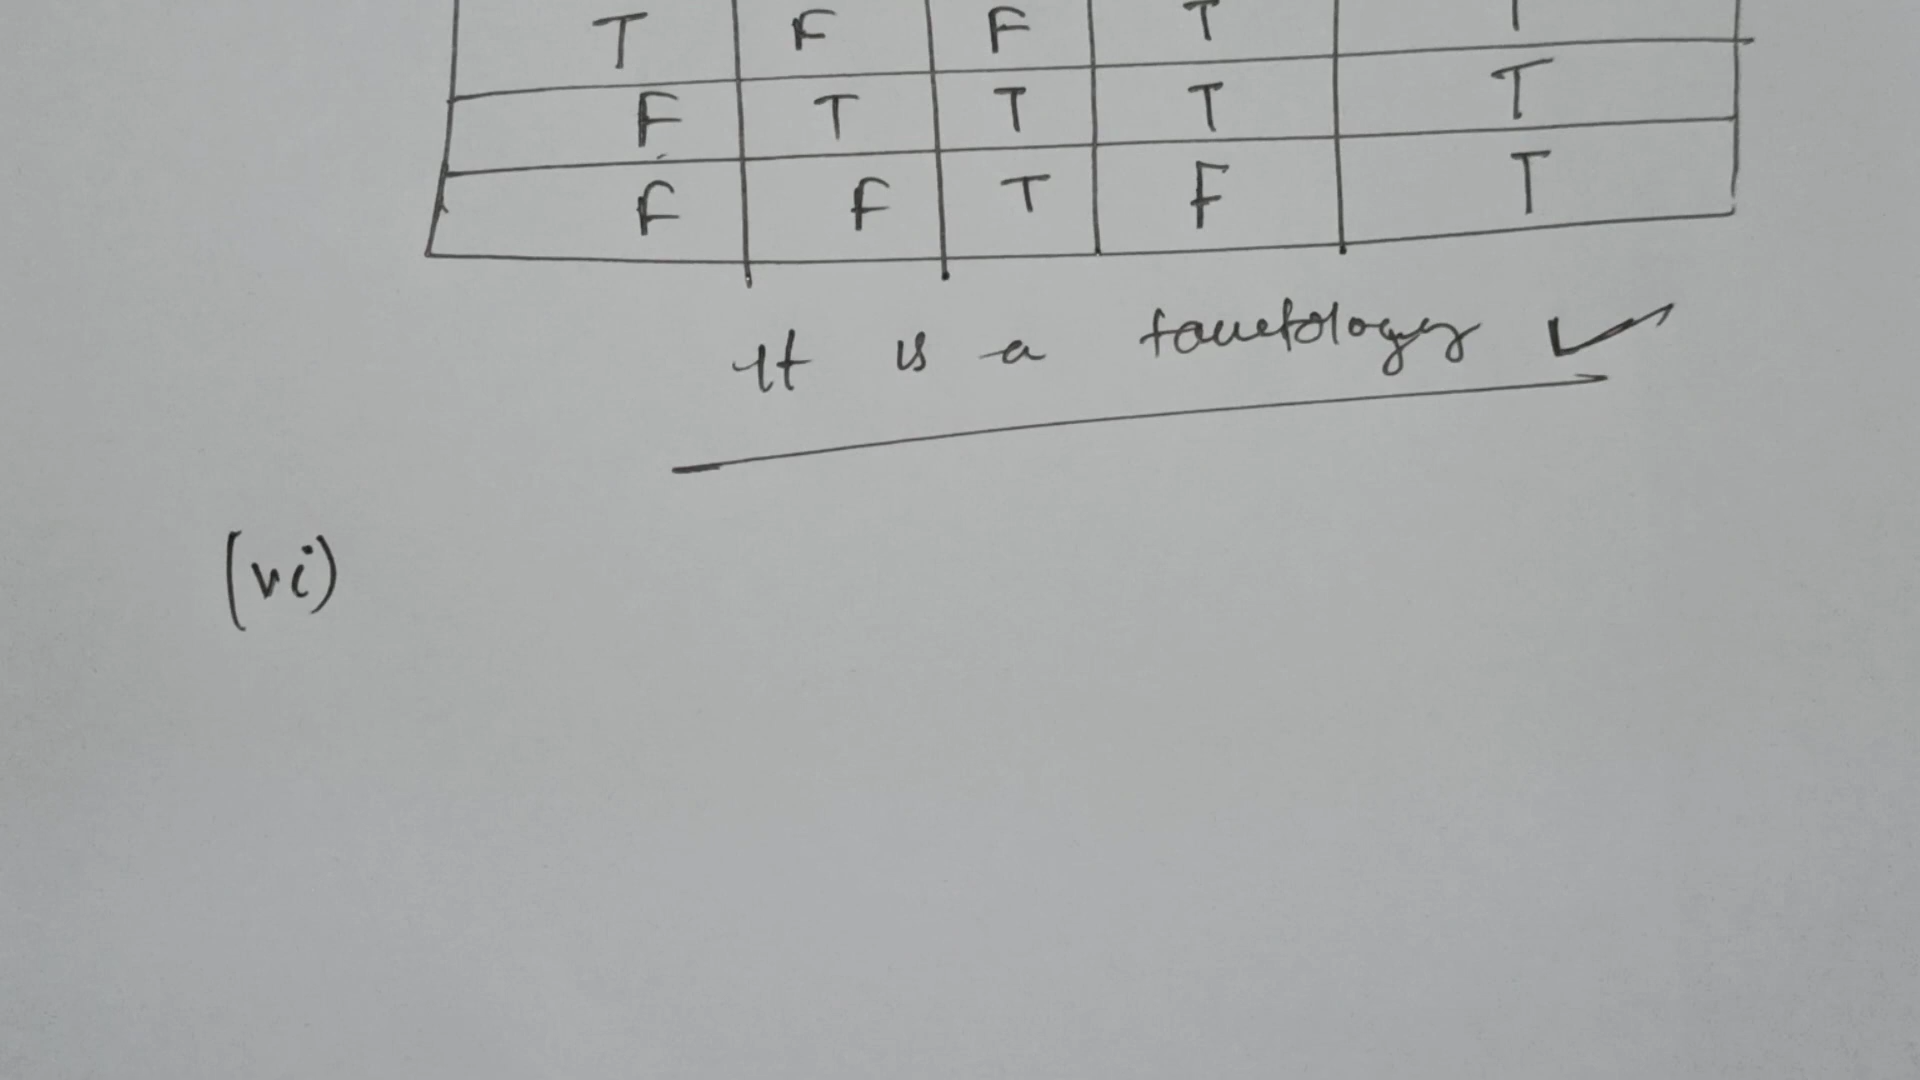 T F F T T
F T T T T
F F T F T
It is a tautology ✓
(vi)